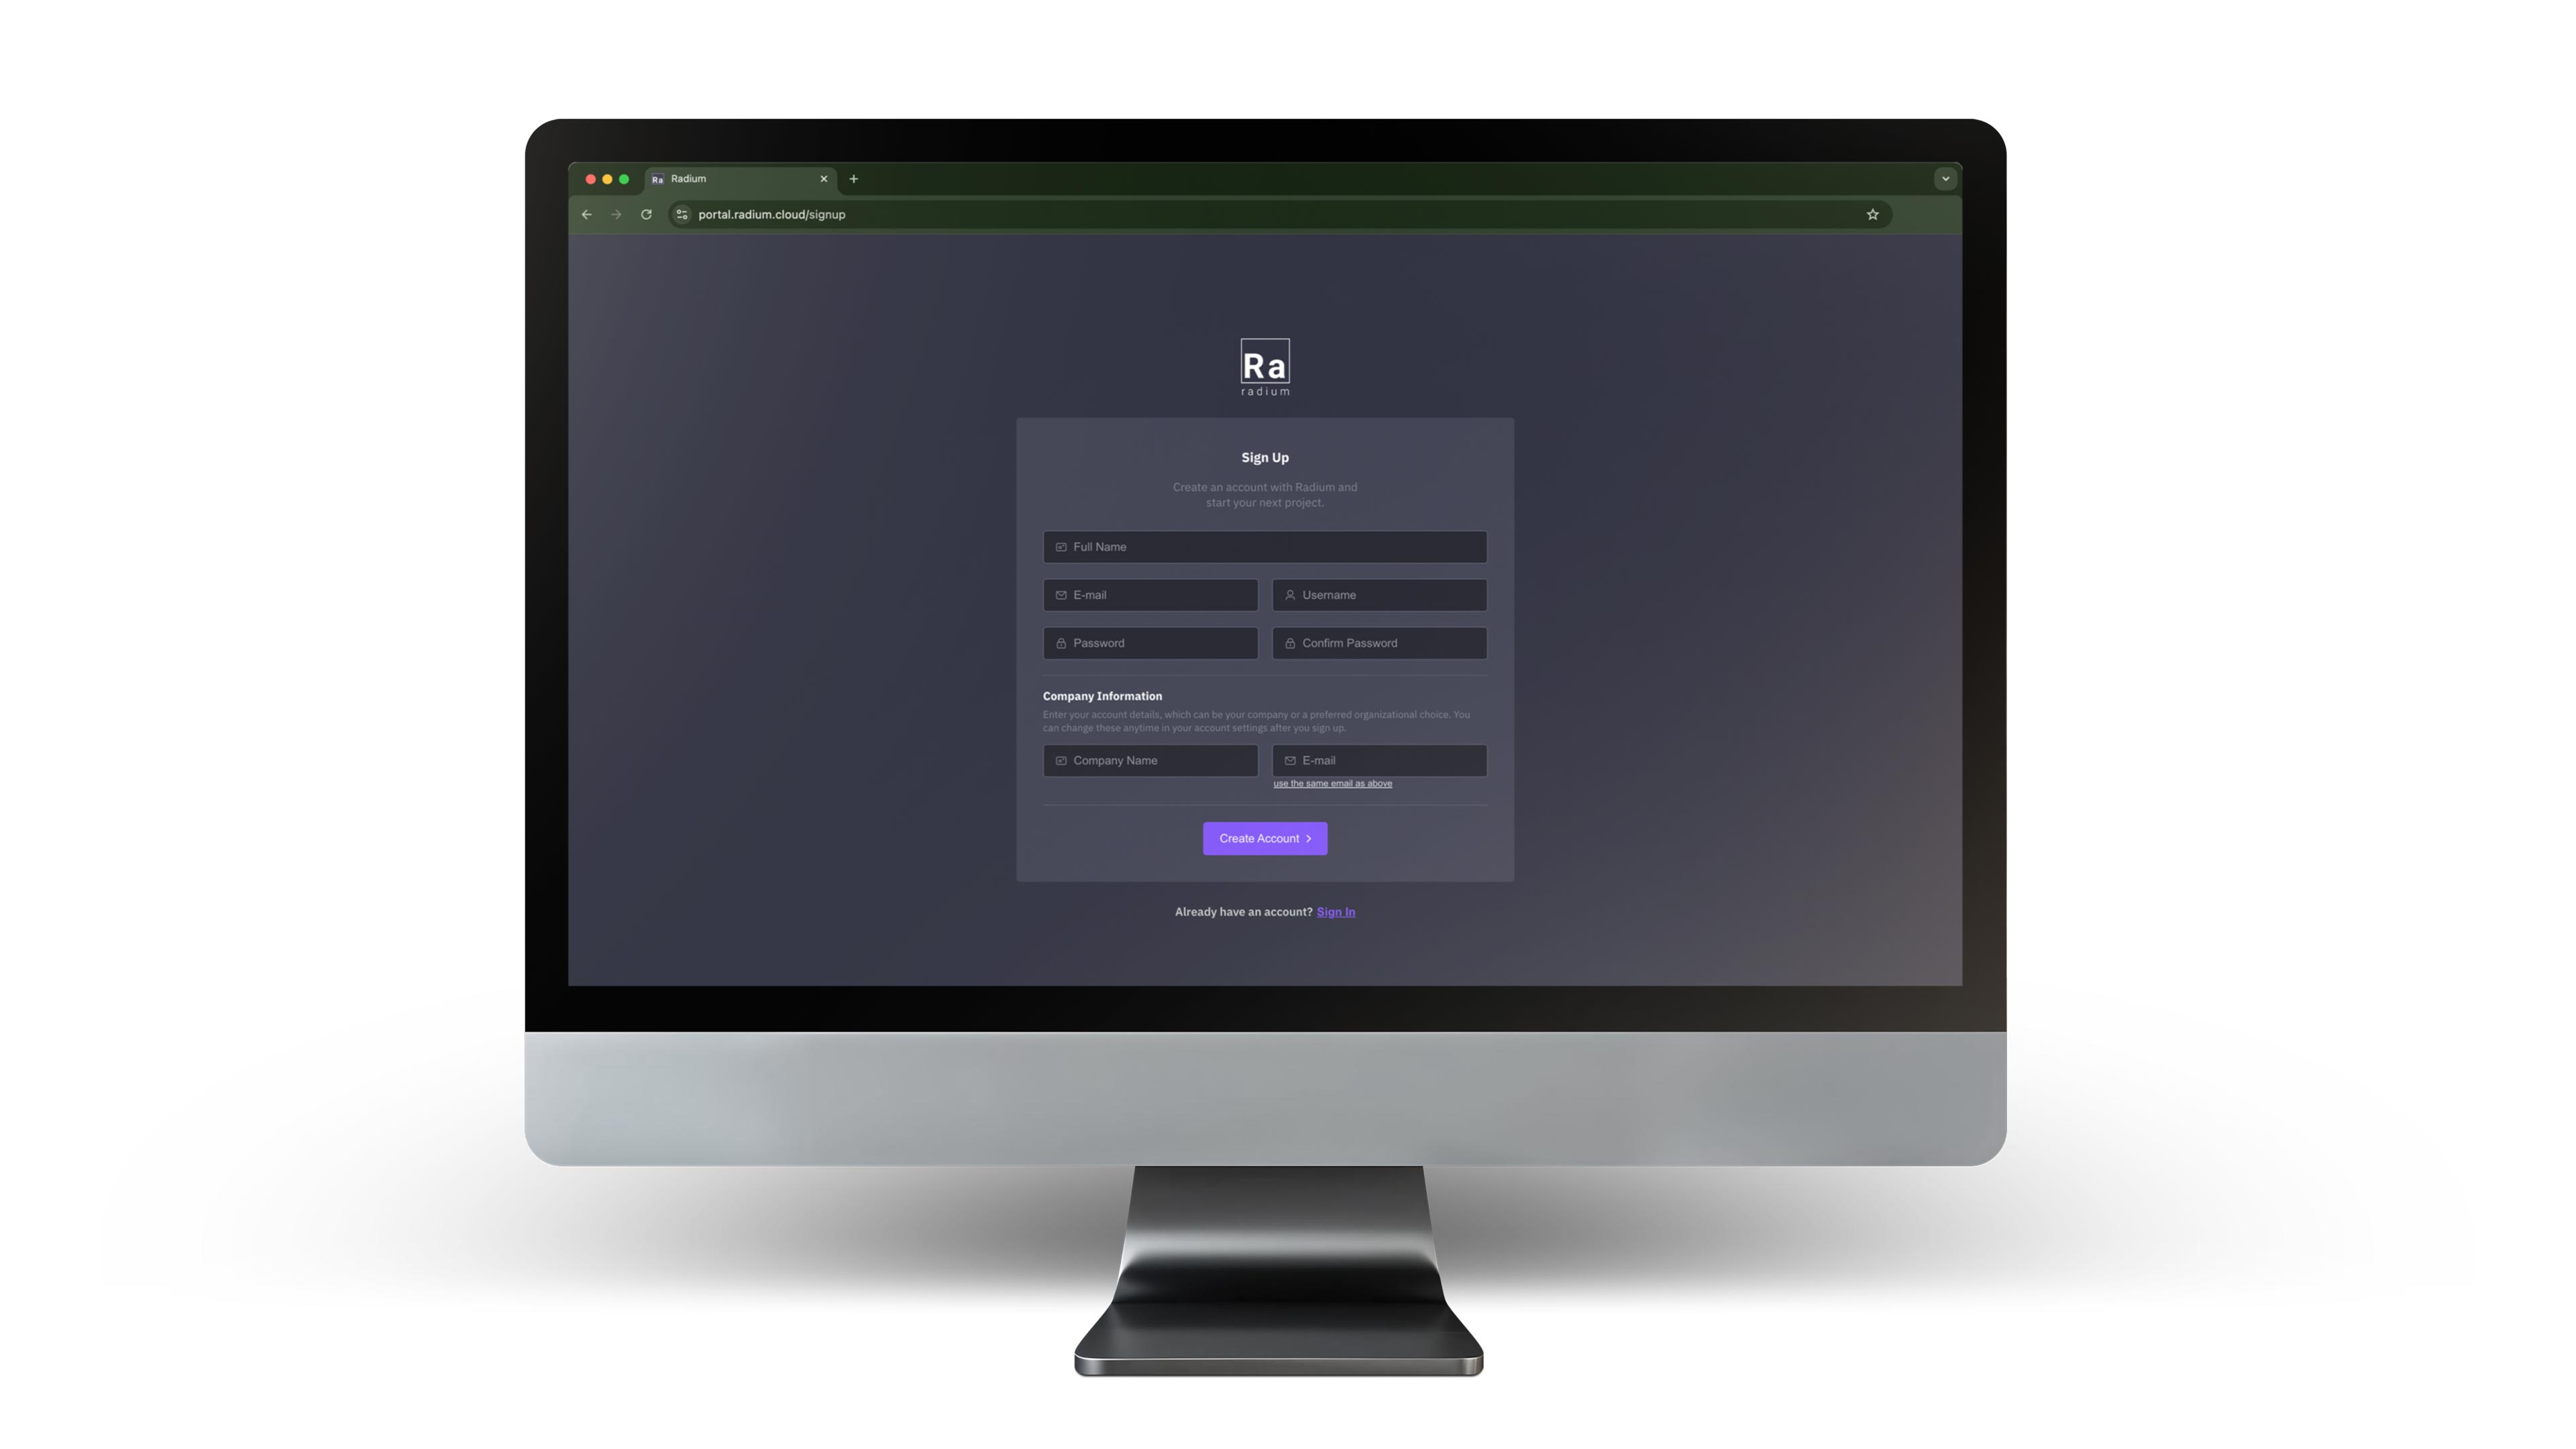 Ra Radium
portal.radium.cloud/signup
Ra
radium
Sign Up
Create an account with Radium and
start your next project.
Full Name
E-mail
Username
Password
Confirm Password
Company Information
Enter your account details, which can be your company or a preferred organizational choice. You
can change these anytime in your account settings after you sign up.
Company Name
E-mail
use the same email as above
Create Account
Already have an account? Sign In